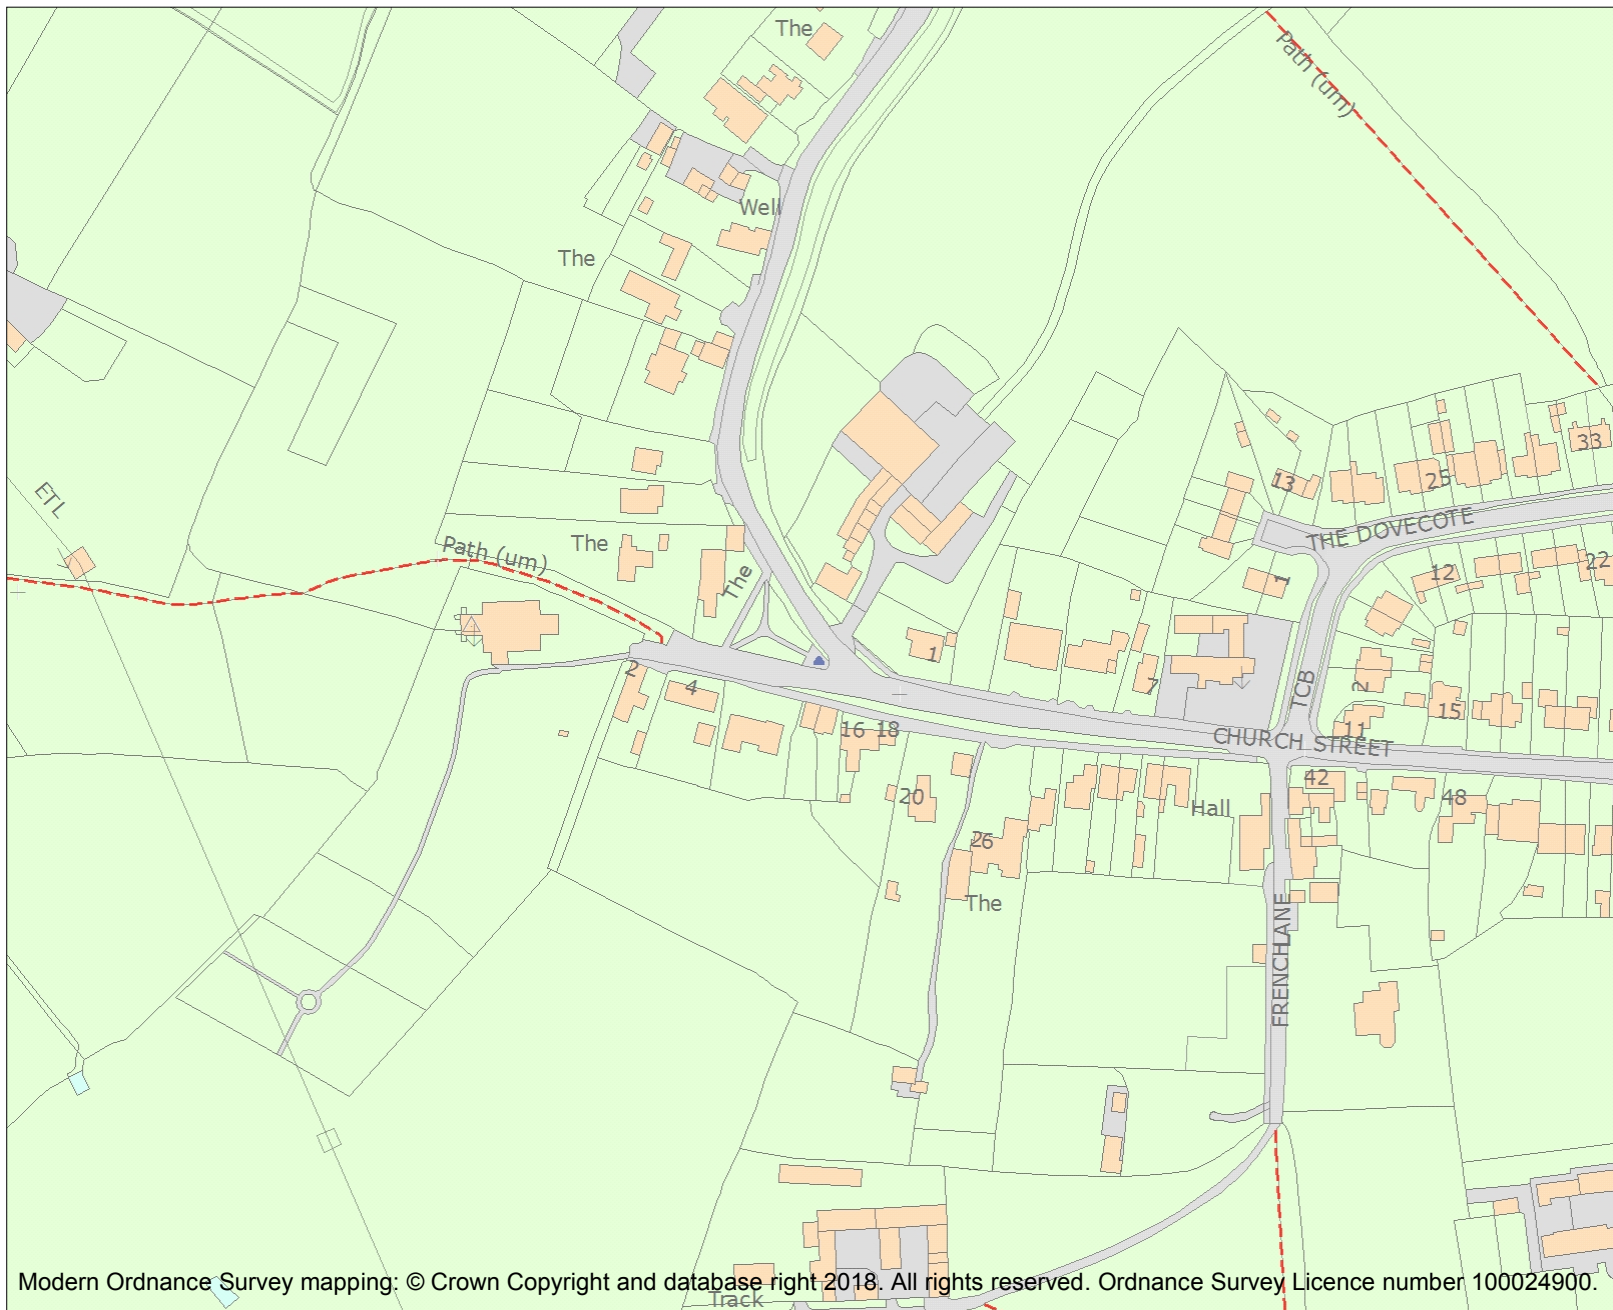 The
Path (um)
Well
The
33
13
25
ETL
THE DOVECOTE
Path (um)
The
The
12
22
1
1
2
4
7
TCB
2
15
11
16 18
CHURCH STREET
42
20
Hall
48
26
The
FRENCHLANE
Modern Ordnance Survey mapping: © Crown Copyright and database right 2018. All rights reserved. Ordnance Survey Licence number 100024900.
Track